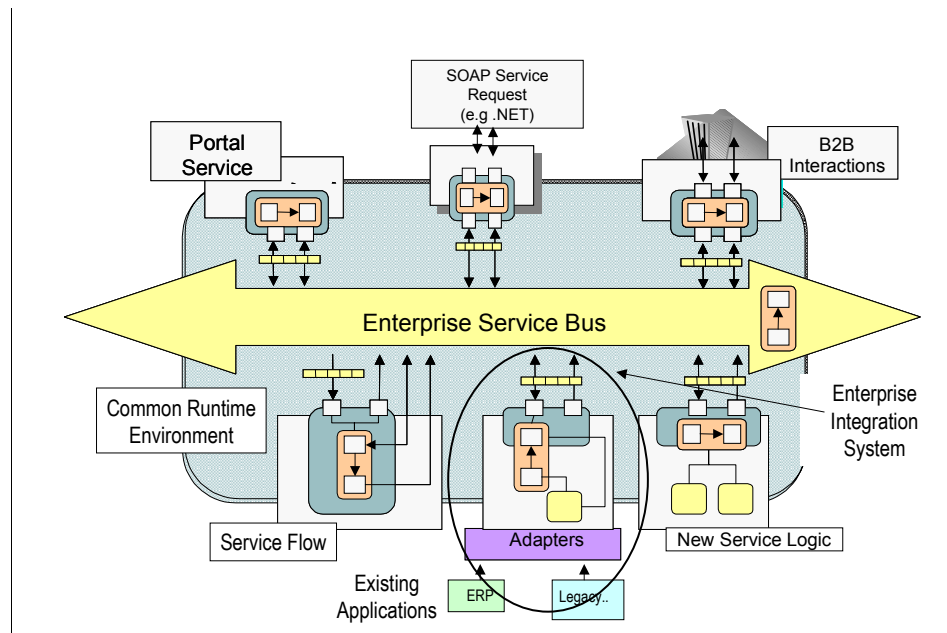 SOAP Service
Request
(e.g .NET)
Portal
Service
B2B
Interactions
Enterprise Service Bus
Common Runtime
Environment
Enterprise
Integration
System
Service Flow
Adapters
New Service Logic
Existing
Applications
ERP
Legacy..